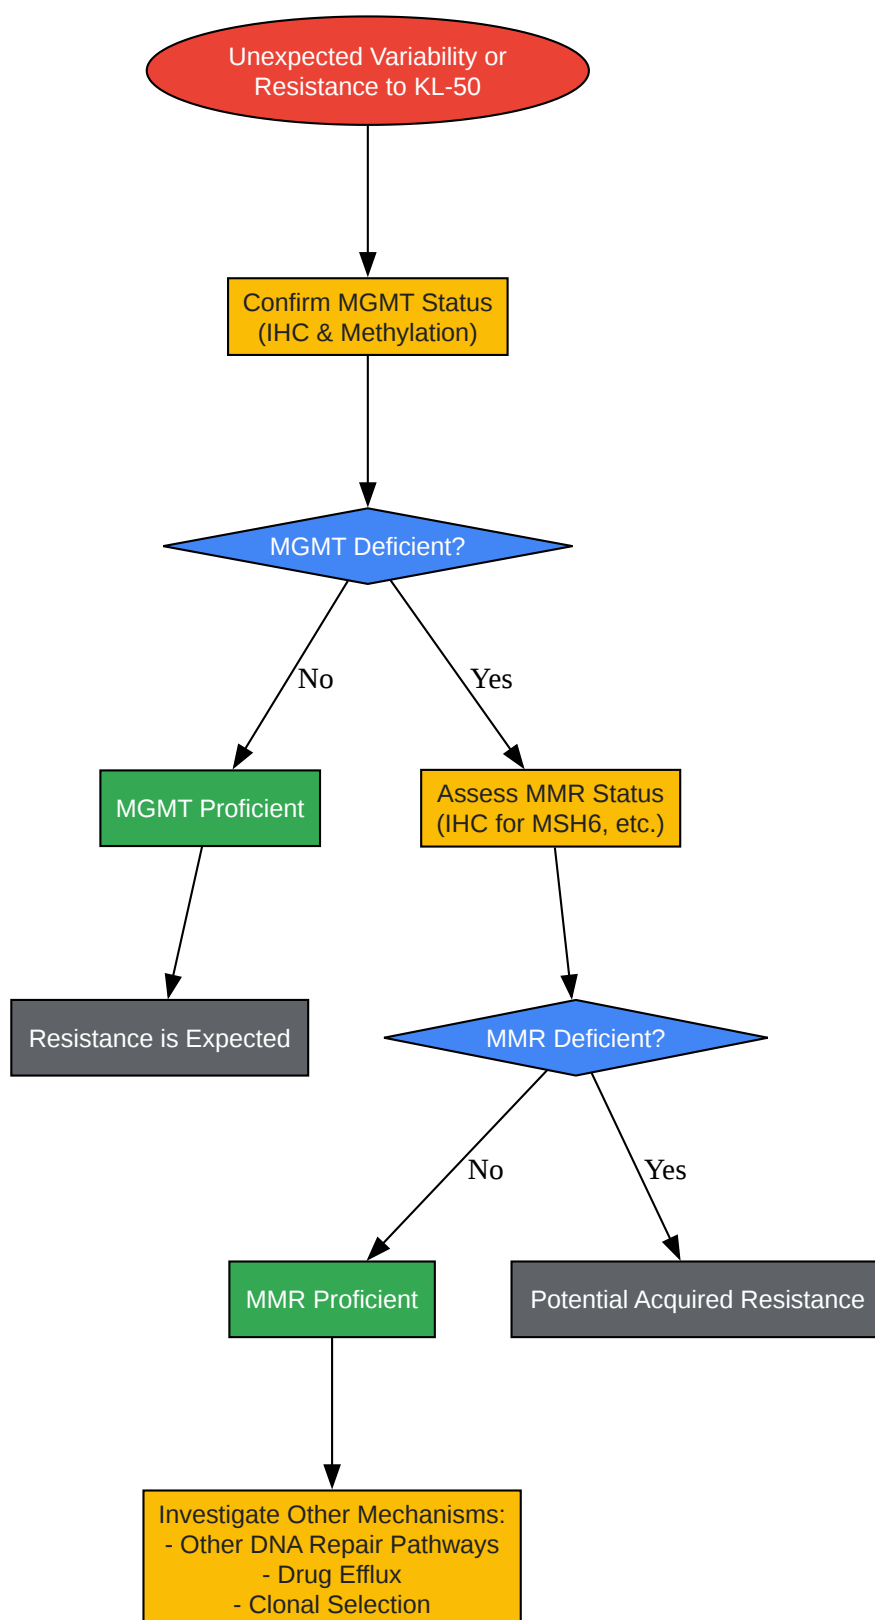 Unexpected Variability or
Resistance to KL-50
Confirm MGMT Status
(IHC & Methylation)
MGMT Deficient?
No
Yes
MGMT Proficient
Assess MMR Status
(IHC for MSH6, etc.)
Resistance is Expected
MMR Deficient?
No
Yes
MMR Proficient
Potential Acquired Resistance
Investigate Other Mechanisms:
- Other DNA Repair Pathways
- Drug Efflux
- Clonal Selection